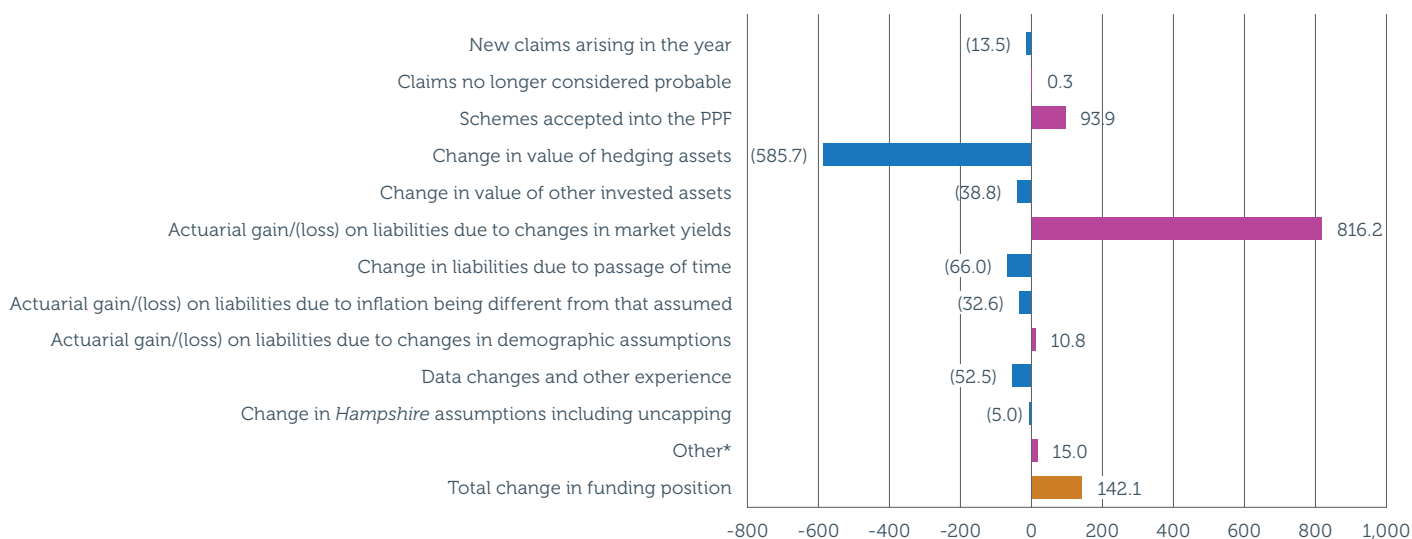 New claims arising in the year (13.5)
Claims no longer considered probable 0.3
Schemes accepted into the PPF 93.9
Change in value of hedging assets (585.7)
Change in value of other invested assets (38.8)
Actuarial gain/(loss) on liabilities due to changes in market yields 816.2
Change in liabilities due to passage of time (66.0)
Actuarial gain/(loss) on liabilities due to inflation being different from that assumed (32.6)
Actuarial gain/(loss) on liabilities due to changes in demographic assumptions 10.8
Data changes and other experience (52.5)
Change in Hampshire assumptions including uncapping (5.0)
Other* 15.0
Total change in funding position 142.1
-800 -600 -400 -200 0 200 400 600 800 1,000